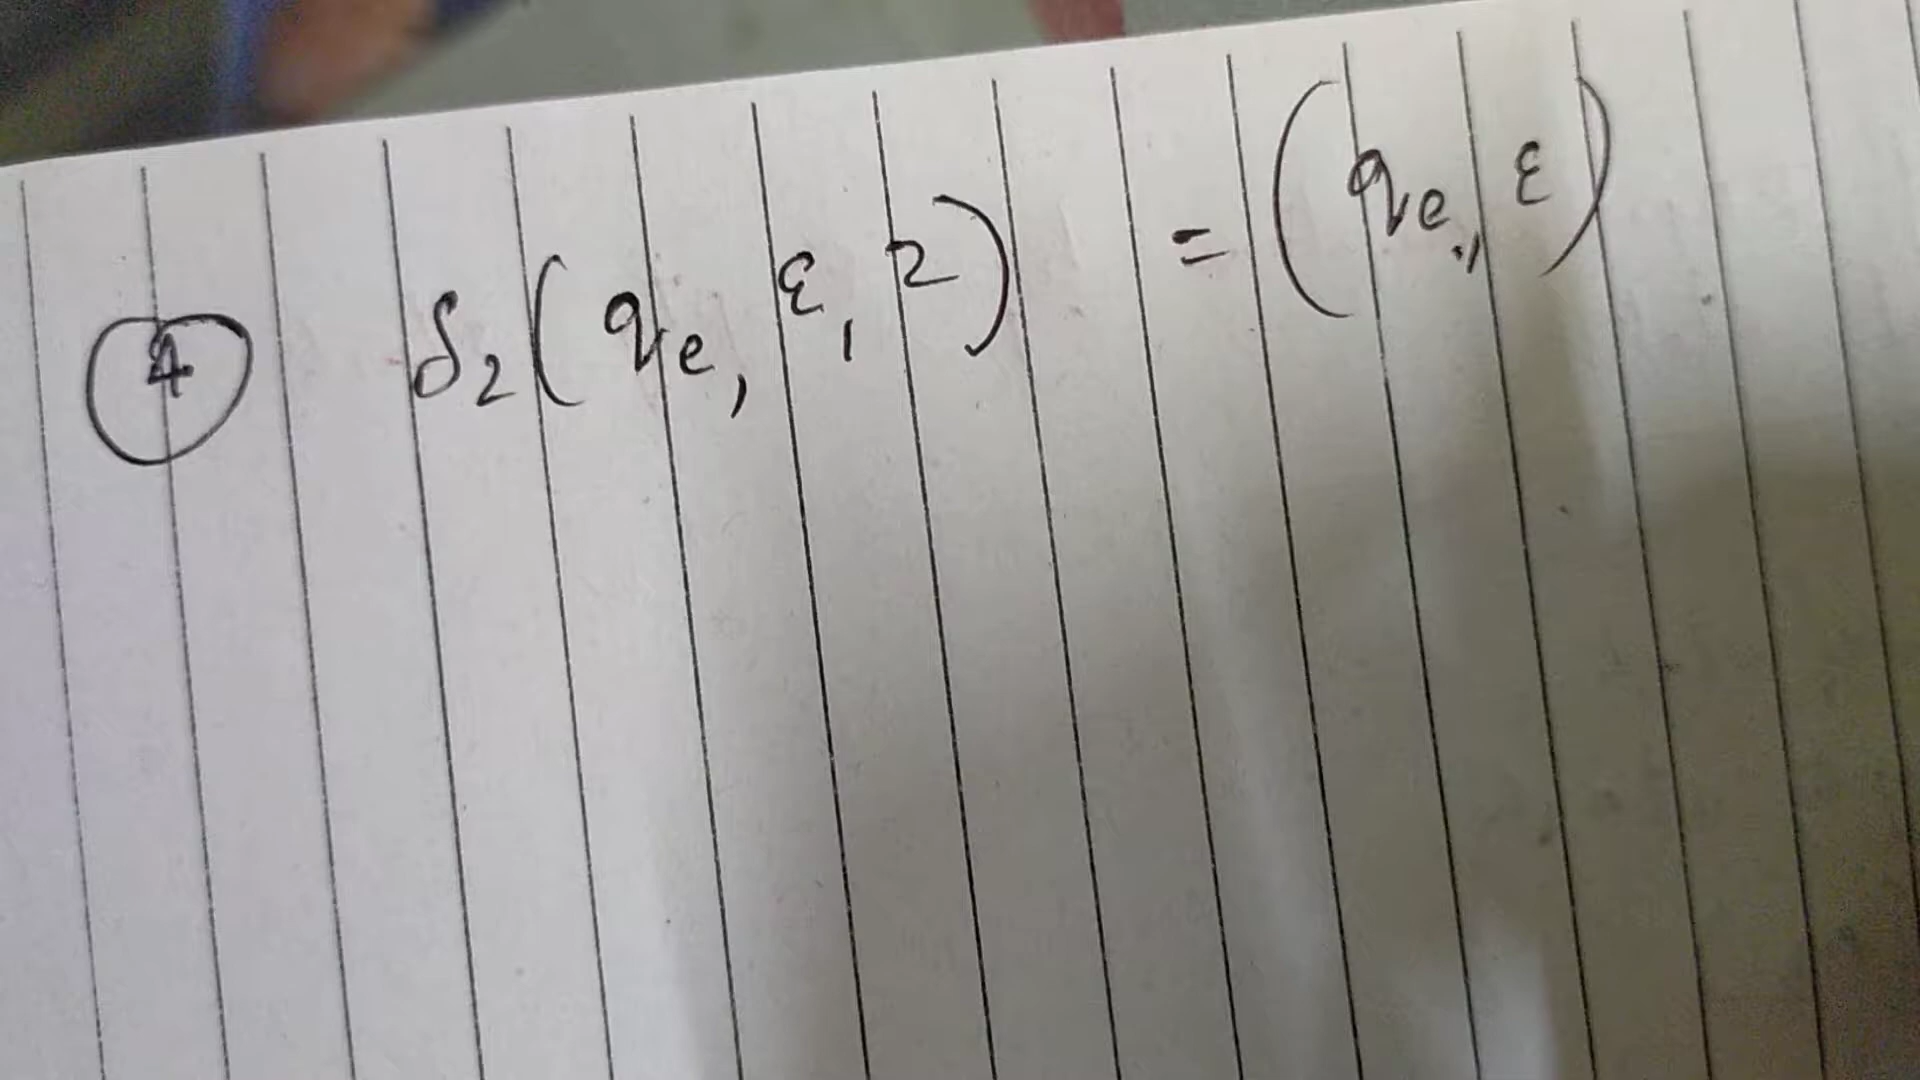 ④ δ₂(qₑ, ε, z) = (qₑ, ε)